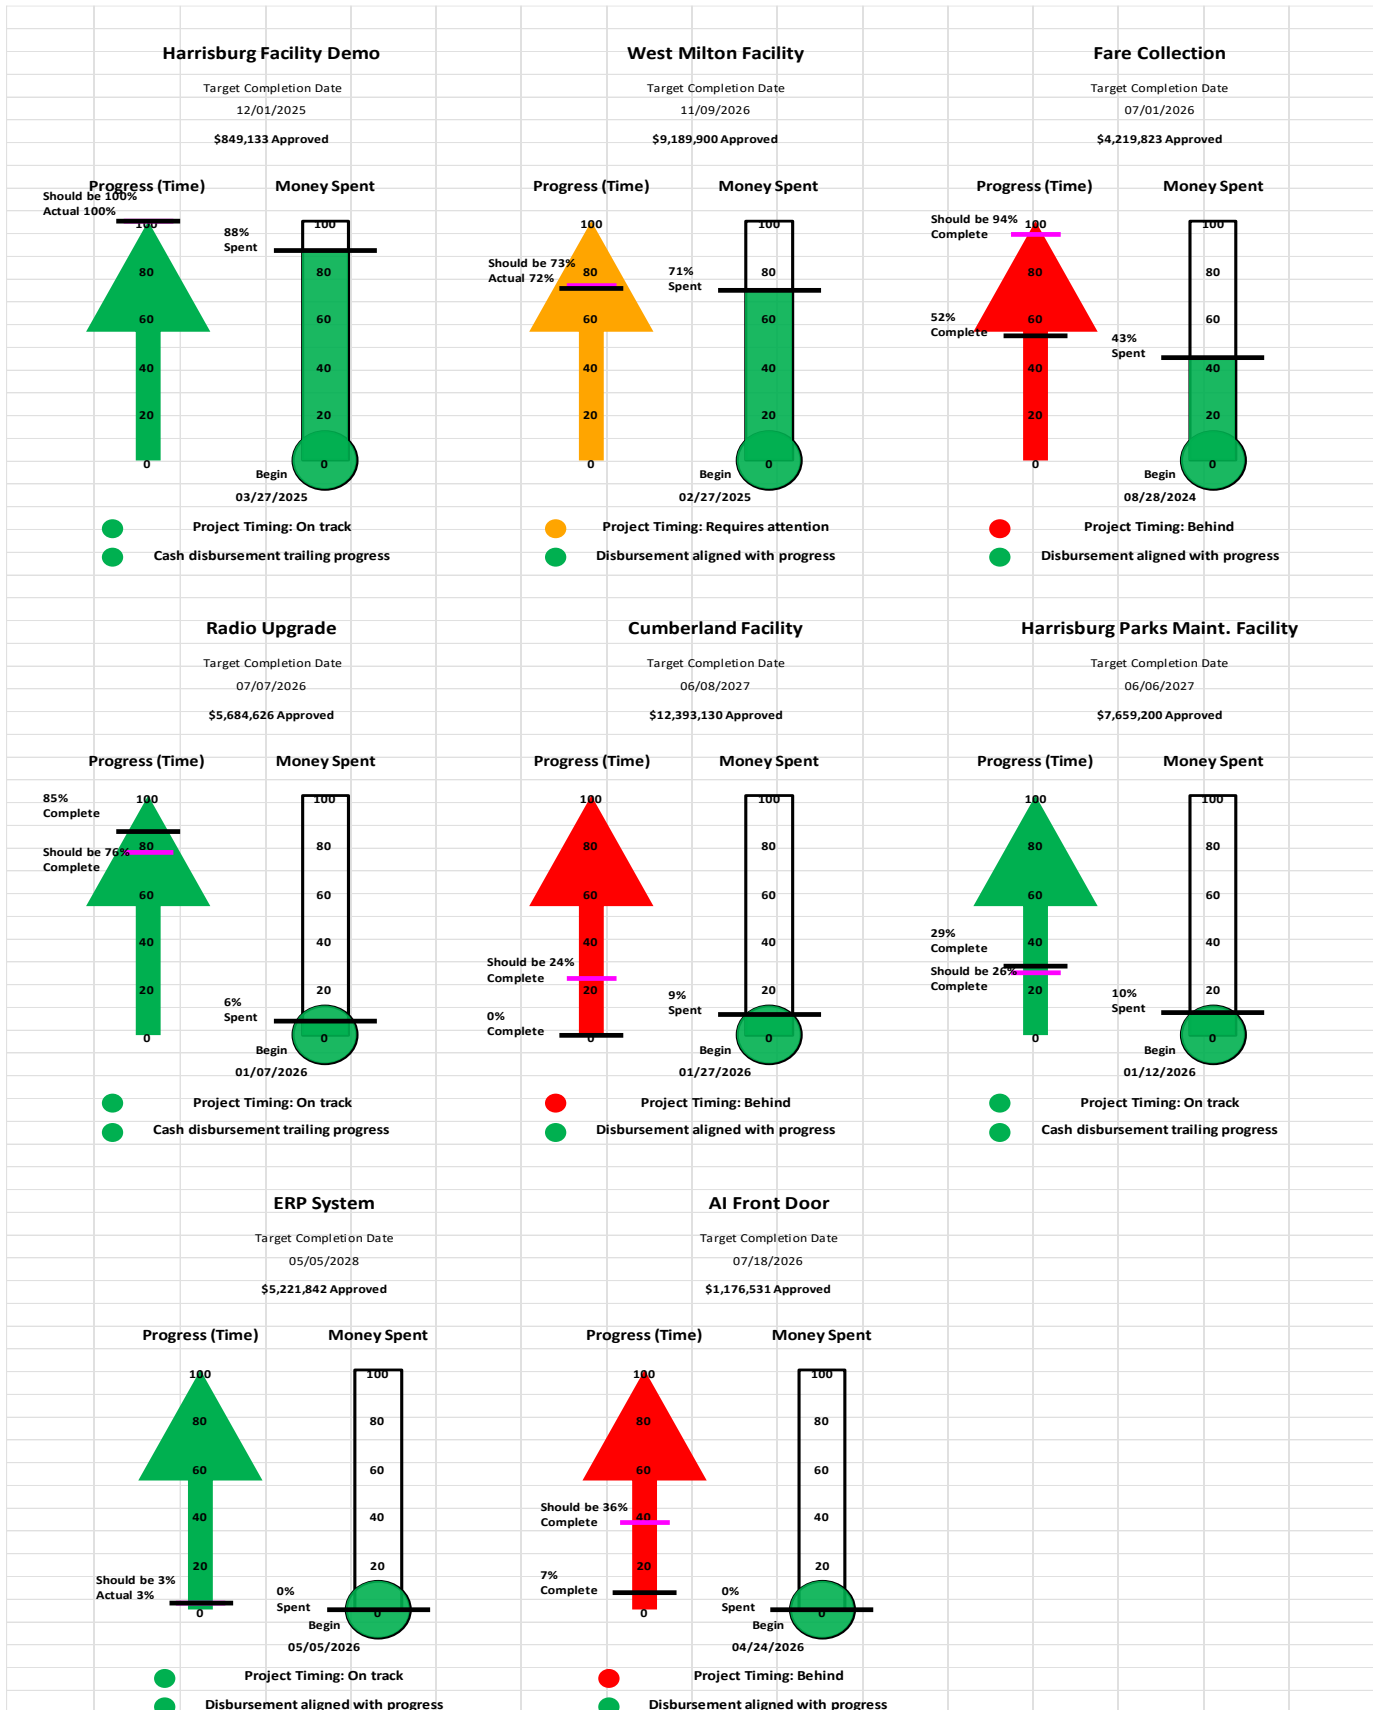 Harrisburg Facility Demo
Target Completion Date
12/01/2025
$849,133 Approved
Progress (Time)
Money Spent
Should be 100%
Actual 100%
88%
Spent
100
80
60
40
20
0
100
80
60
40
20
0
Begin
03/27/2025
Project Timing: On track
Cash disbursement trailing progress
West Milton Facility
Target Completion Date
11/09/2026
$9,189,900 Approved
Progress (Time)
Money Spent
Should be 73%
Actual 72%
71%
Spent
100
80
60
40
20
0
100
80
60
40
20
0
Begin
02/27/2025
Project Timing: Requires attention
Disbursement aligned with progress
Fare Collection
Target Completion Date
07/01/2026
$4,219,823 Approved
Progress (Time)
Money Spent
Should be 94%
Complete
52%
Complete
43%
Spent
100
80
60
40
20
0
100
80
60
40
20
0
Begin
08/28/2024
Project Timing: Behind
Disbursement aligned with progress
Radio Upgrade
Target Completion Date
07/07/2026
$5,684,626 Approved
Progress (Time)
Money Spent
85%
Complete
Should be 76%
Complete
6%
Spent
100
80
60
40
20
0
100
80
60
40
20
0
Begin
01/07/2026
Project Timing: On track
Cash disbursement trailing progress
Cumberland Facility
Target Completion Date
06/08/2027
$12,393,130 Approved
Progress (Time)
Money Spent
Should be 24%
Complete
0%
Complete
9%
Spent
100
80
60
40
20
0
100
80
60
40
20
0
Begin
01/27/2026
Project Timing: Behind
Disbursement aligned with progress
Harrisburg Parks Maint. Facility
Target Completion Date
06/06/2027
$7,659,200 Approved
Progress (Time)
Money Spent
29%
Complete
Should be 26%
Complete
10%
Spent
100
80
60
40
20
0
100
80
60
40
20
0
Begin
01/12/2026
Project Timing: On track
Cash disbursement trailing progress
ERP System
Target Completion Date
05/05/2028
$5,221,842 Approved
Progress (Time)
Money Spent
Should be 3%
Actual 3%
0%
Spent
100
80
60
40
20
0
100
80
60
40
20
0
Begin
05/05/2026
Project Timing: On track
Disbursement aligned with progress
AI Front Door
Target Completion Date
07/18/2026
$1,176,531 Approved
Progress (Time)
Money Spent
Should be 36%
Complete
7%
Complete
0%
Spent
100
80
60
40
20
0
100
80
60
40
20
0
Begin
04/24/2026
Project Timing: Behind
Disbursement aligned with progress